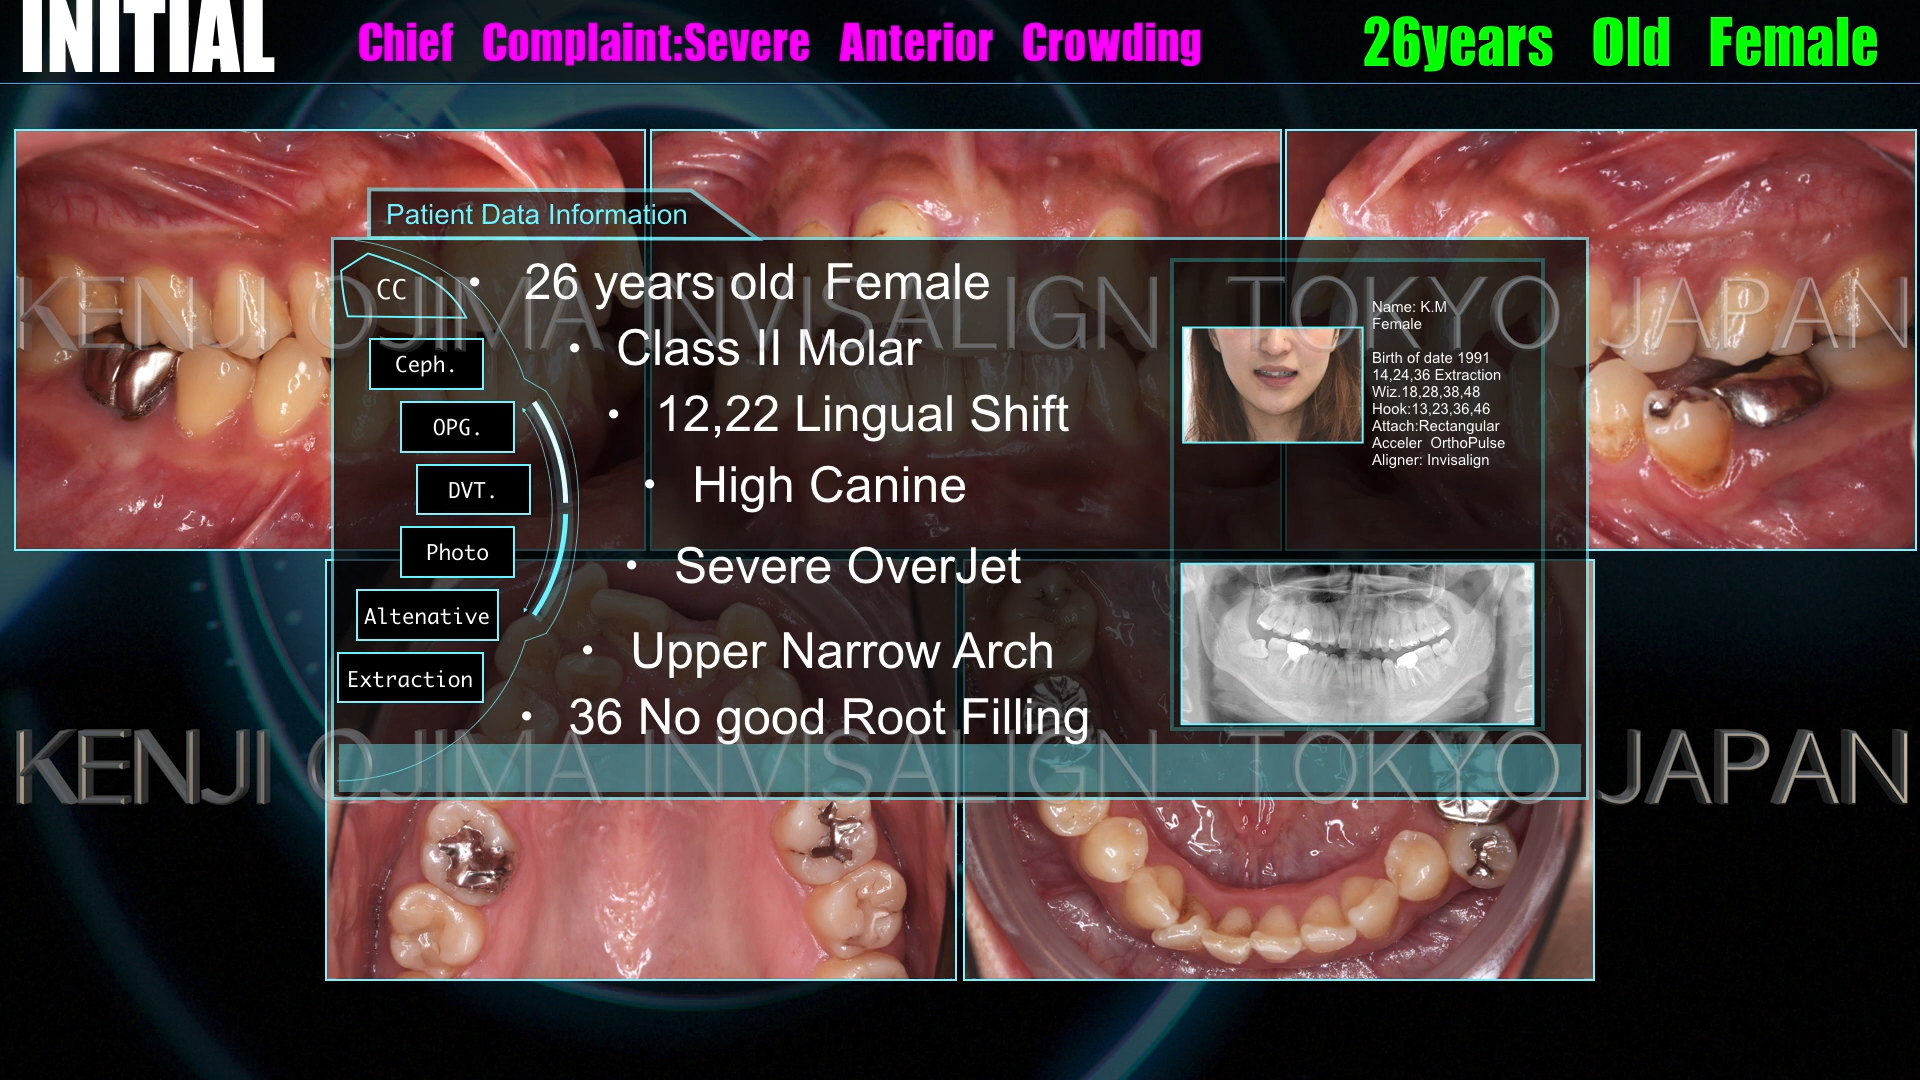 INITIAL
Chief Complaint:Severe Anterior Crowding
26years Old Female
Patient Data Information
CC
Ceph.
OPG.
DVT.
Photo
Altenative
Extraction
• 26 years old Female
• Class II Molar
• 12,22 Lingual Shift
• High Canine
• Severe OverJet
• Upper Narrow Arch
• 36 No good Root Filling
Name: K.M
Female
Birth of date 1991
14,24,36 Extraction
Wiz.18,28,38,48
Hook:13,23,36,46
Attach:Rectangular
Acceler OrthoPulse
Aligner: Invisalign
KENJI OJIMA INVISALIGN TOKYO JAPAN
KENJI OJIMA INVISALIGN TOKYO JAPAN